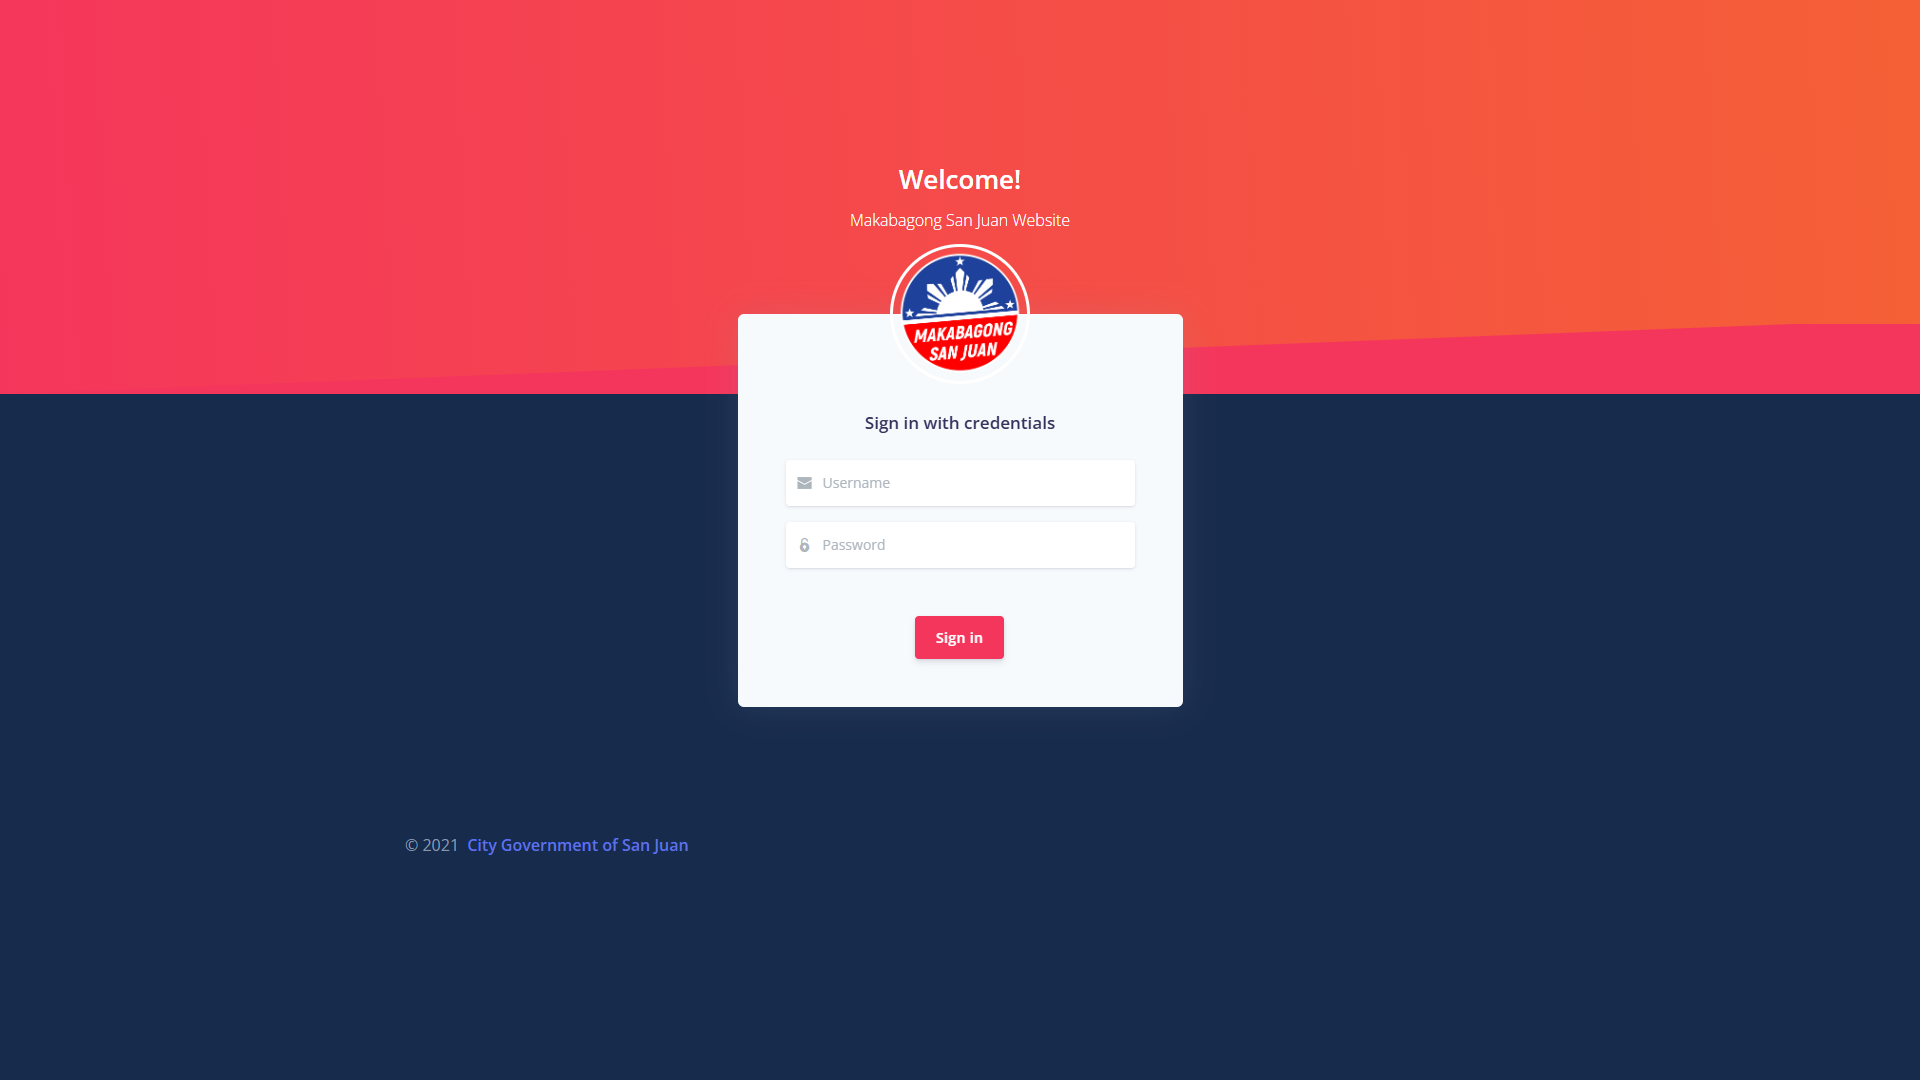 Welcome!
Makabagong San Juan Website
MAKABAGONG
SAN JUAN
Sign in with credentials
Username
Password
Sign in
© 2021 City Government of San Juan